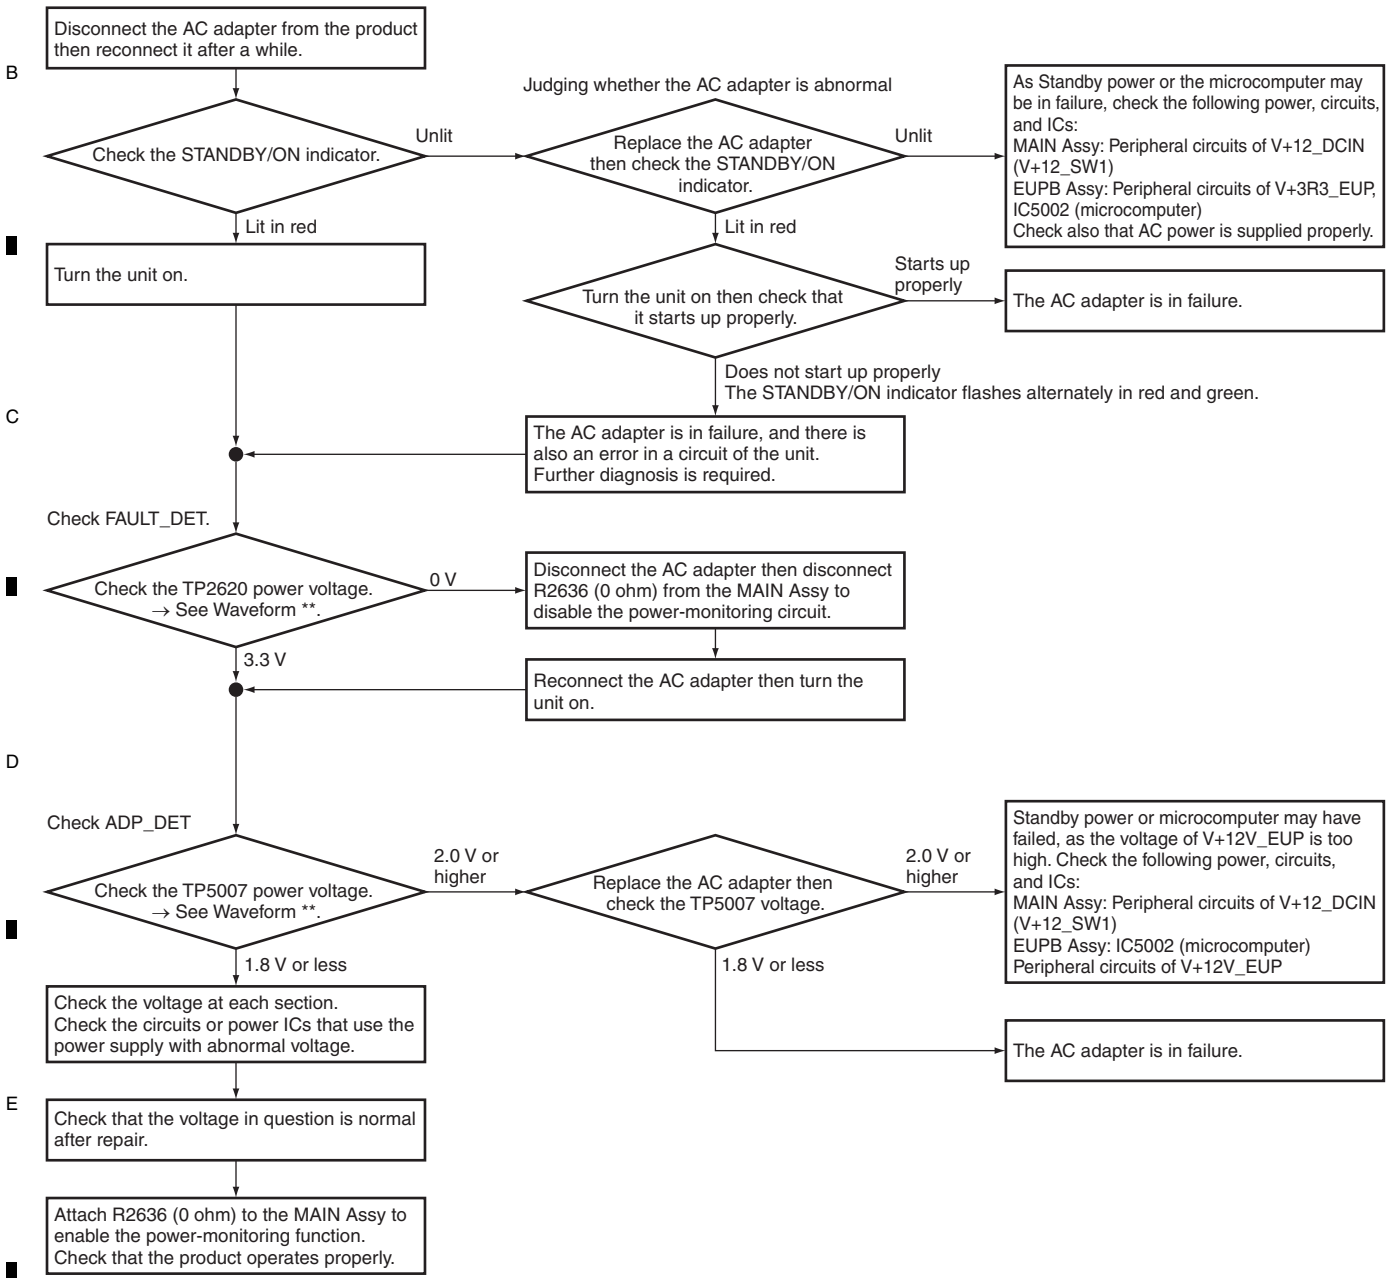 Disconnect the AC adapter from the product
then reconnect it after a while.
B
Judging whether the AC adapter is abnormal
Check the STANDBY/ON indicator.
Unlit
Replace the AC adapter
then check the STANDBY/ON
indicator.
Unlit
As Standby power or the microcomputer may
be in failure, check the following power, circuits,
and ICs:
MAIN Assy: Peripheral circuits of V+12_DCIN
(V+12_SW1)
EUPB Assy: Peripheral circuits of V+3R3_EUP,
IC5002 (microcomputer)
Check also that AC power is supplied properly.
Lit in red
Lit in red
Turn the unit on.
Turn the unit on then check that
it starts up properly.
Starts up
properly
The AC adapter is in failure.
Does not start up properly
The STANDBY/ON indicator flashes alternately in red and green.
C
The AC adapter is in failure, and there is
also an error in a circuit of the unit.
Further diagnosis is required.
Check FAULT_DET.
Check the TP2620 power voltage.
→ See Waveform **.
0 V
Disconnect the AC adapter then disconnect
R2636 (0 ohm) from the MAIN Assy to
disable the power-monitoring circuit.
3.3 V
Reconnect the AC adapter then turn the
unit on.
D
Check ADP_DET
Check the TP5007 power voltage.
→ See Waveform **.
2.0 V or
higher
Replace the AC adapter then
check the TP5007 voltage.
2.0 V or
higher
Standby power or microcomputer may have
failed, as the voltage of V+12V_EUP is too
high. Check the following power, circuits,
and ICs:
MAIN Assy: Peripheral circuits of V+12_DCIN
(V+12_SW1)
EUPB Assy: IC5002 (microcomputer)
Peripheral circuits of V+12V_EUP
1.8 V or less
1.8 V or less
Check the voltage at each section.
Check the circuits or power ICs that use the
power supply with abnormal voltage.
The AC adapter is in failure.
E
Check that the voltage in question is normal
after repair.
Attach R2636 (0 ohm) to the MAIN Assy to
enable the power-monitoring function.
Check that the product operates properly.